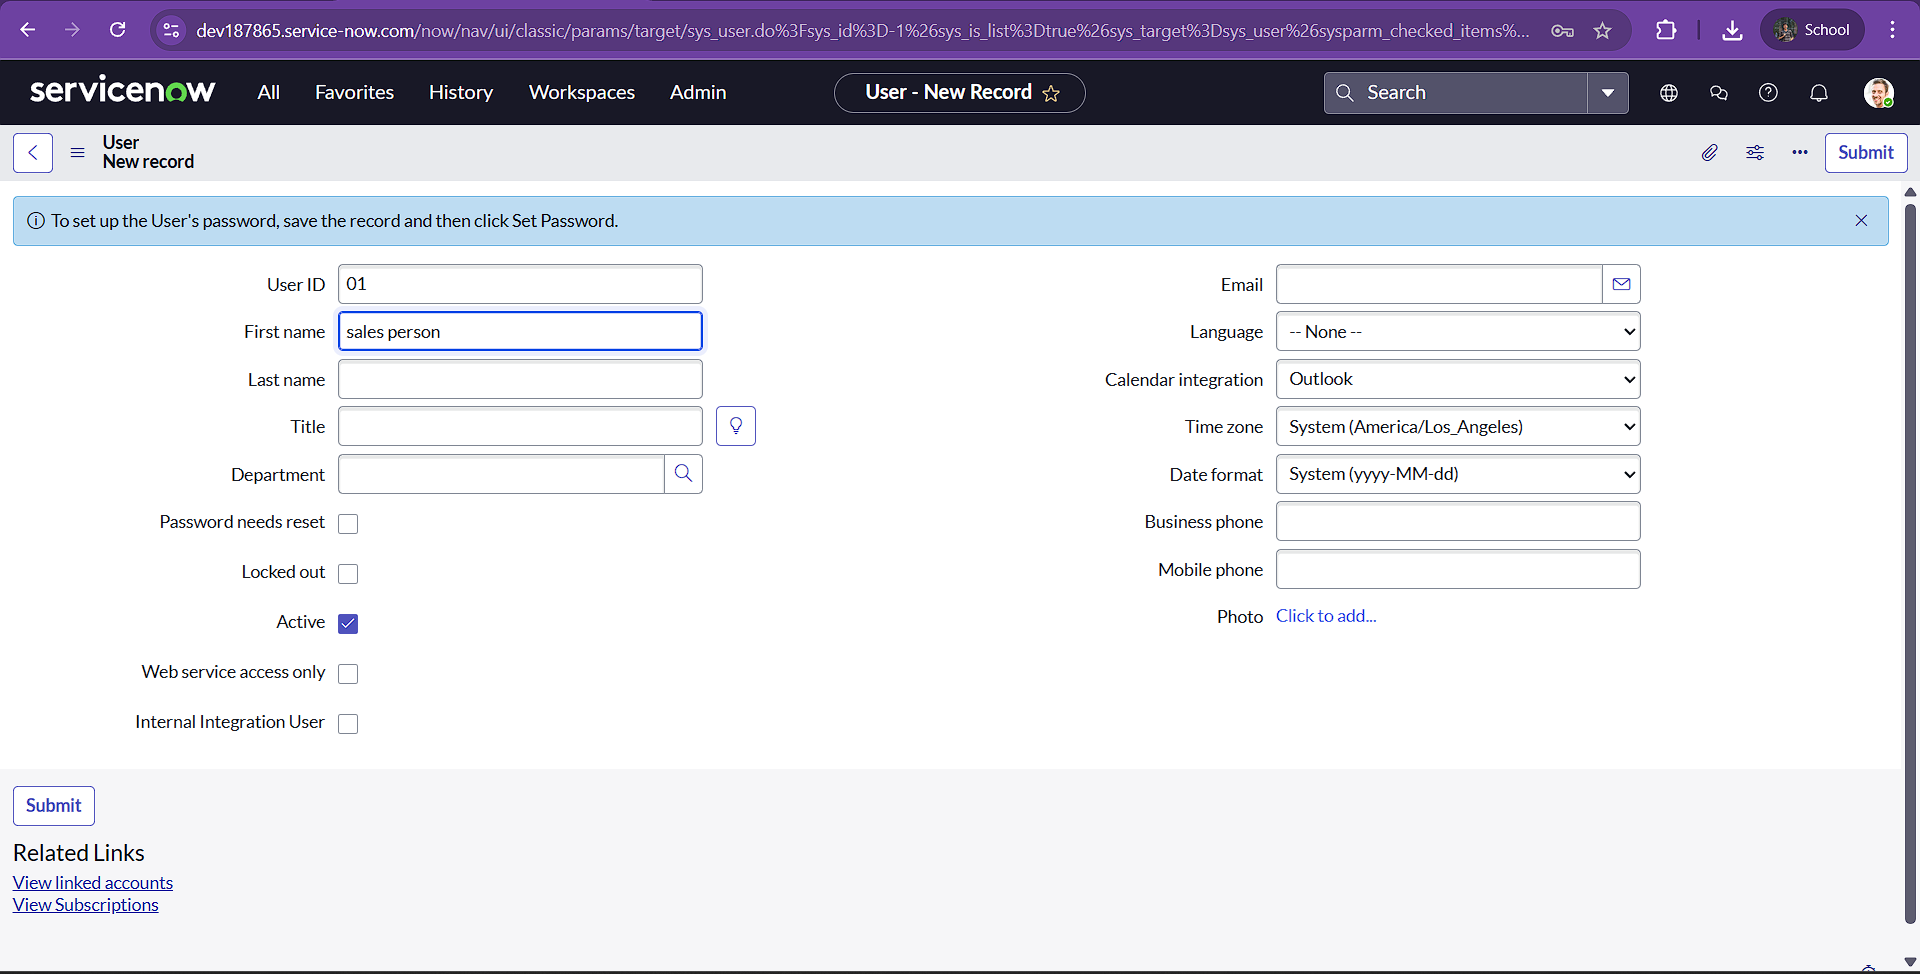 dev187865.service-now.com/now/nav/ui/classic/params/target/sys_user.do%3Fsys_id%3D-1%26sys_is_list%3Dtrue%26sys_target%3Dsys_user%26sysparm_checked_items%...
School
servicenow
All
Favorites
History
Workspaces
Admin
User - New Record
Search
User
New record
Submit
To set up the User's password, save the record and then click Set Password.
User ID
01
First name
sales person
Last name
Title
Department
Password needs reset
Locked out
Active
Web service access only
Internal Integration User
Email
Language
-- None --
Calendar integration
Outlook
Time zone
System (America/Los_Angeles)
Date format
System (yyyy-MM-dd)
Business phone
Mobile phone
Photo
Click to add...
Submit
Related Links
View linked accounts
View Subscriptions